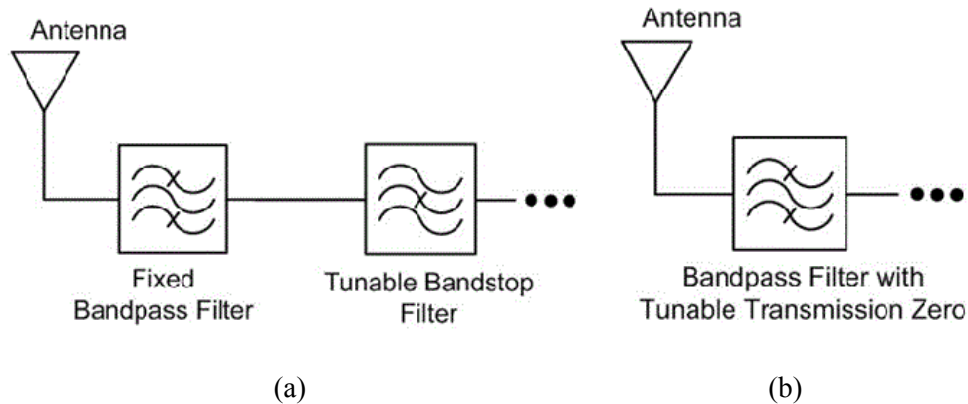 Antenna
Fixed
Bandpass Filter
Tunable Bandstop
Filter
(a)
Antenna
Bandpass Filter with
Tunable Transmission Zero
(b)